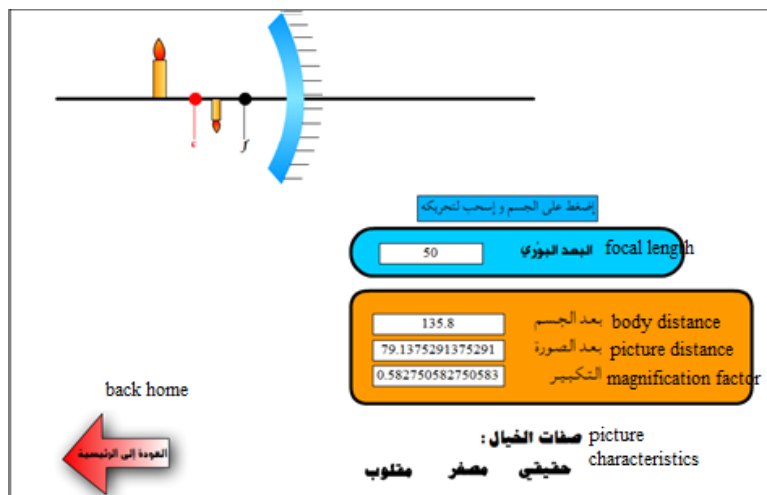 c f
إضغط على الجسم و إسحب لتحريكه
البعد البؤري focal length
50
135.8 بعد الجسم body distance
79.1375291375291 بعد الصورة picture distance
0.582750582750583 التكبير magnification factor
back home
العودة إلى الرئيسية
صفات الخيال : picture characteristics
حقيقي مصغر مقلوب